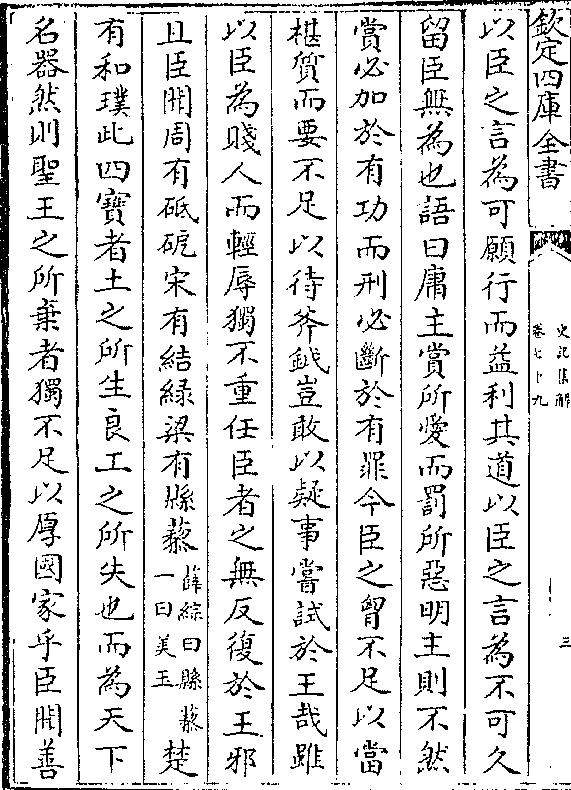 欽定四庫全書
史記集解
卷七十九
三
以臣之言為可願行而益利其道以臣之言為不可久
留臣無為也語曰庸主賞所愛而罰所惡明主則不然
賞必加於有功而刑必斷於有罪今臣之胷不足以當
椹質而要不足以待斧鉞豈敢以疑事嘗試於王哉雖
以臣為賤人而輕辱獨不重任臣者之無反復於王邪
且臣聞周有砥砨宋有結緑梁有縣藜薛綜曰縣藜一曰美玉楚
有和璞此四寶者土之所生良工之所失也而為天下
名器然則聖王之所棄者獨不足以厚國家乎臣聞善